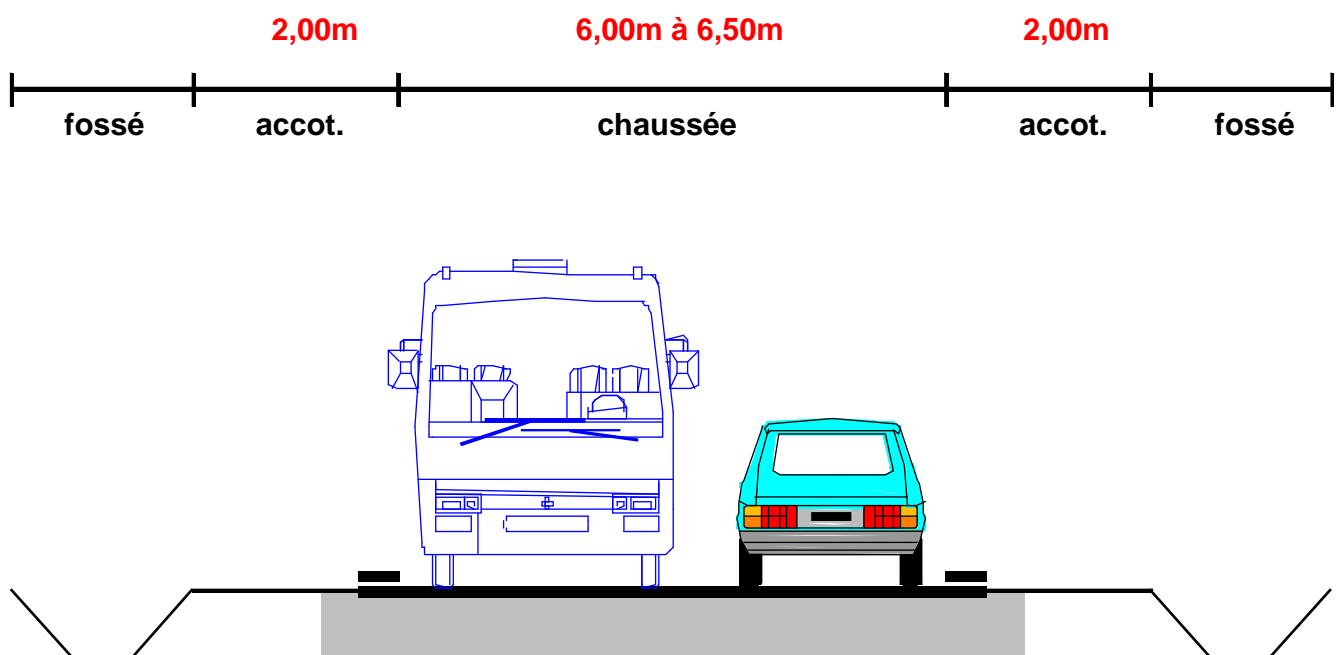 2,00m 6,00m à 6,50m 2,00m
fossé accot. chaussée accot. fossé